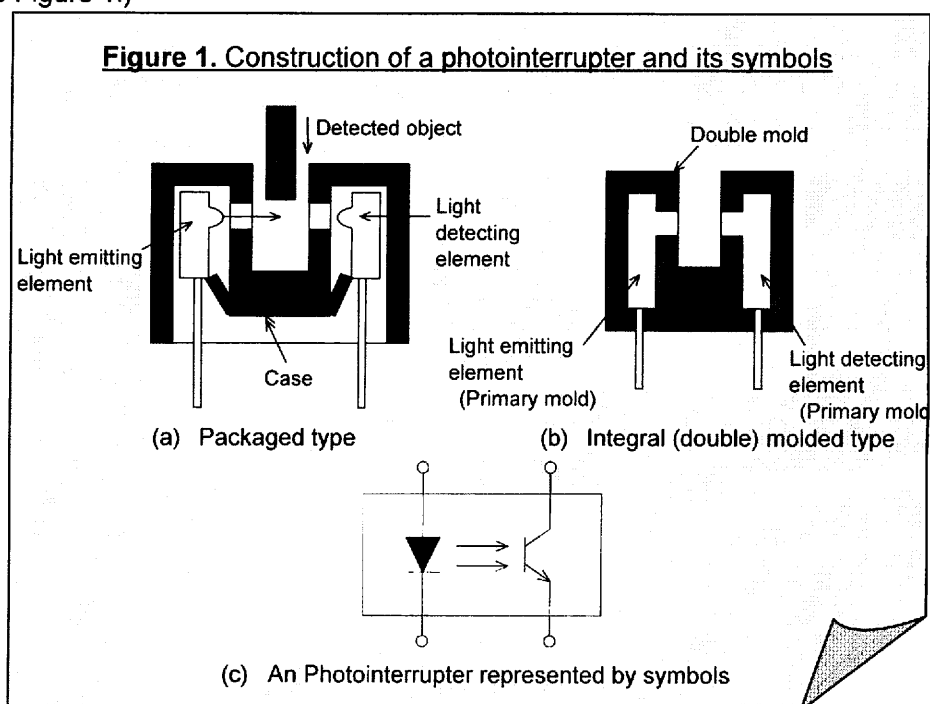 Figure 1. Construction of a photointerrupter and its symbols
Detected object
Double mold
Light
detecting
element
Light emitting
element
Case
Light emitting
element
(Primary mold)
Light detecting
element
(Primary mold
(a) Packaged type
(b) Integral (double) molded type
(c) An Photointerrupter represented by symbols